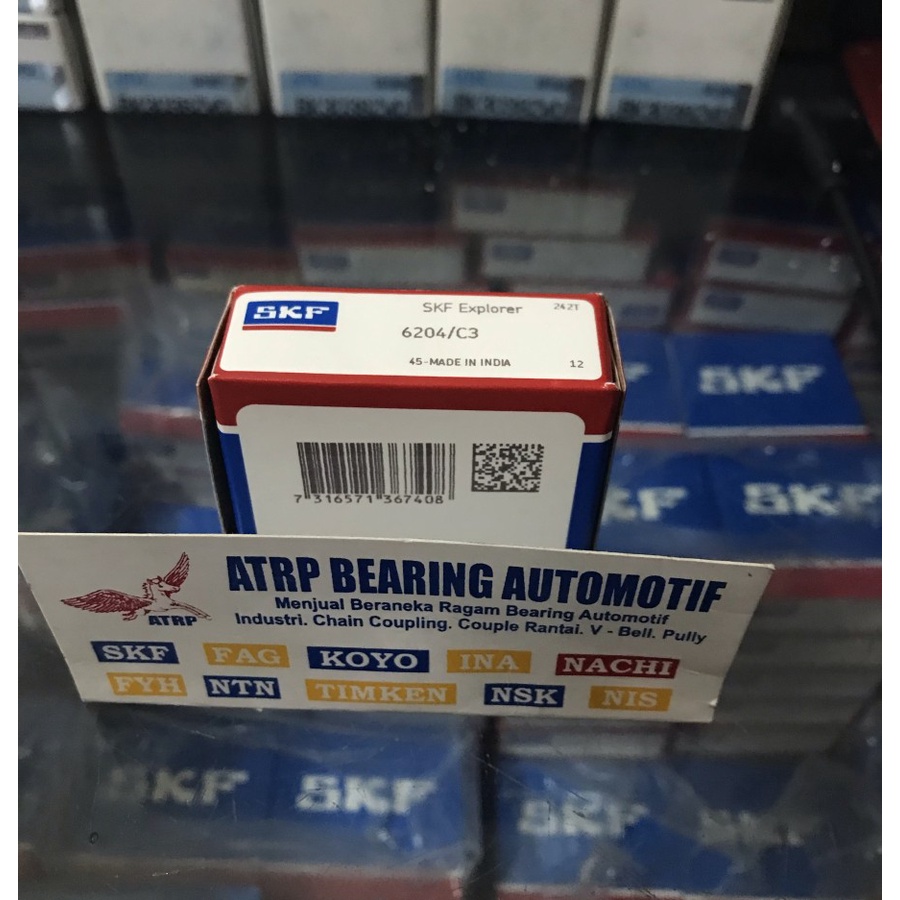 SKF
SKF Explorer
242T
6204/C3
45-MADE IN INDIA
12
7 316571 367408
SKF
SKF
SKF
ATRP BEARING AUTOMOTIF
Menjual Beraneka Ragam Bearing Automotif
Industri. Chain Coupling. Couple Rantai. V - Bell. Pully
ATRP
SKF FAG KOYO INA NACHI
FYH NTN TIMKEN NSK NIS
SKF SKF SKF